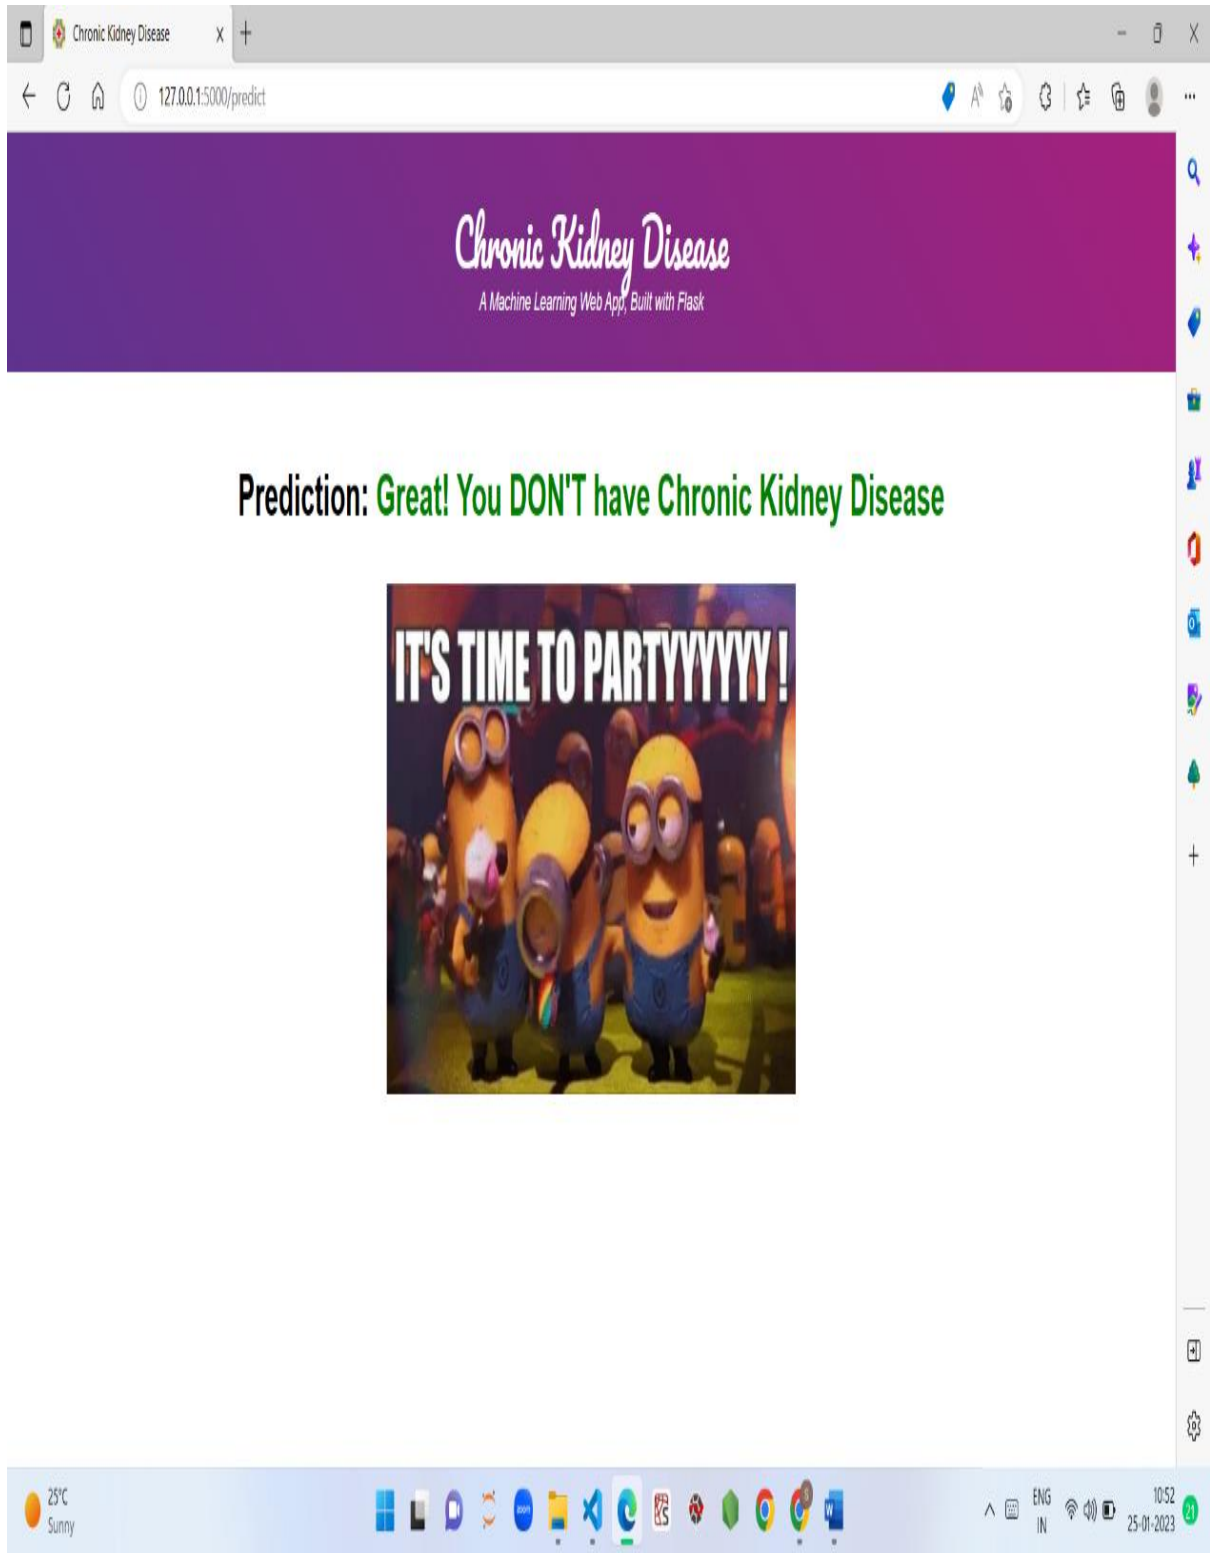 Chronic Kidney Disease
127.0.0.1:5000/predict
Chronic Kidney Disease
A Machine Learning Web App, Built with Flask
Prediction: Great! You DON'T have Chronic Kidney Disease
IT'S TIME TO PARTYYYYYY !
25°C
Sunny
zoom
ENG
IN
10:52
25-01-2023
21